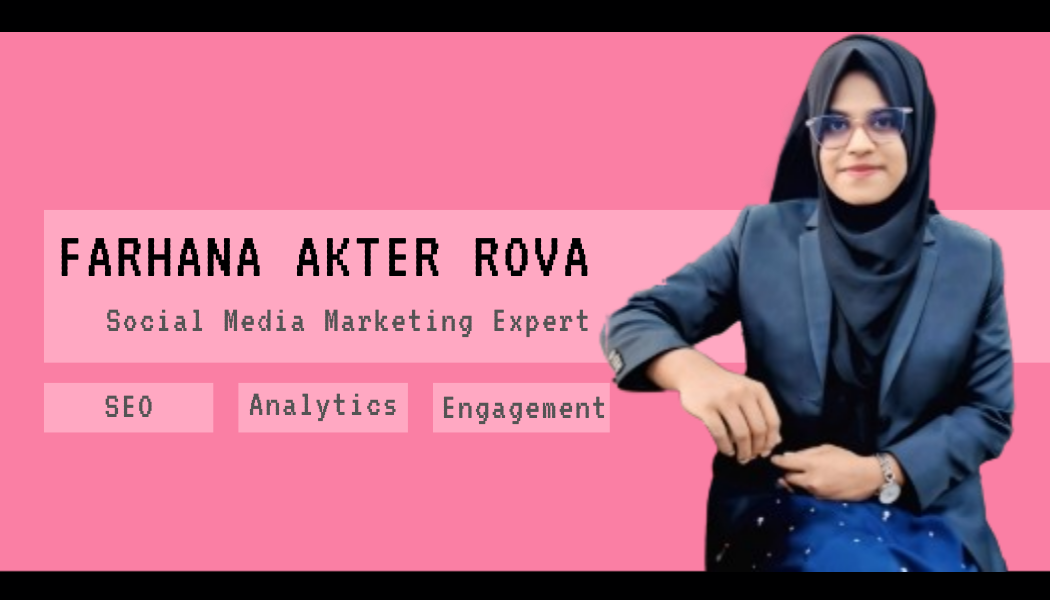 FARHANA AKTER ROVA
Social Media Marketing Expert
SEO
Analytics
Engagement